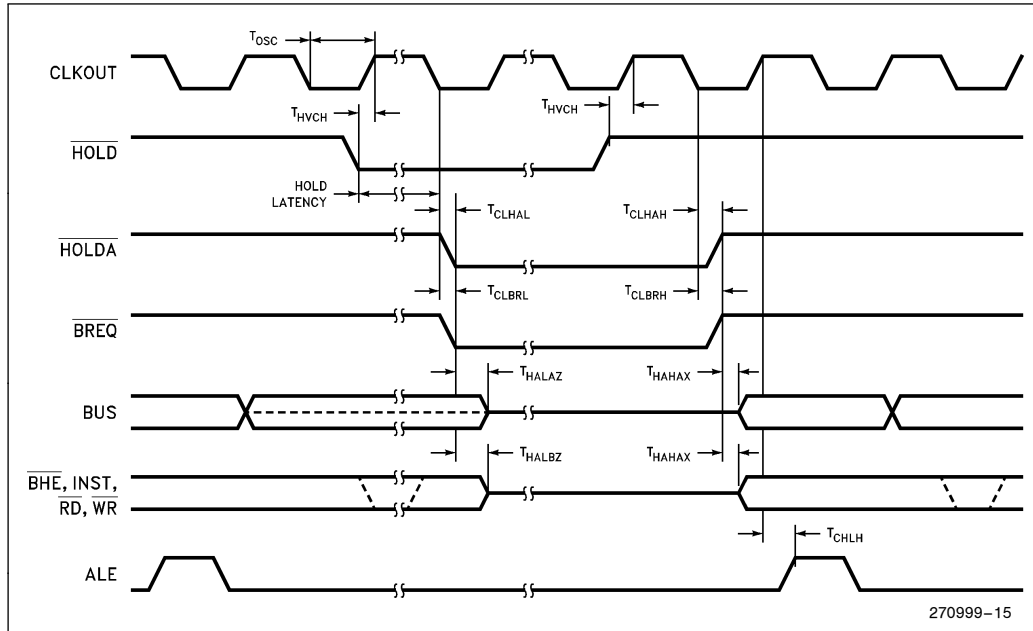 T_OSC
CLKOUT
T_HVCH
T_HVCH
HOLD
HOLD
LATENCY
T_CLHAL
T_CLHAH
HOLDA
T_CLBRL
T_CLBRH
BREQ
T_HALAZ
T_HAHAX
BUS
T_HALBZ
T_HAHAX
BHE, INST,
RD, WR
T_CHLH
ALE
270999–15